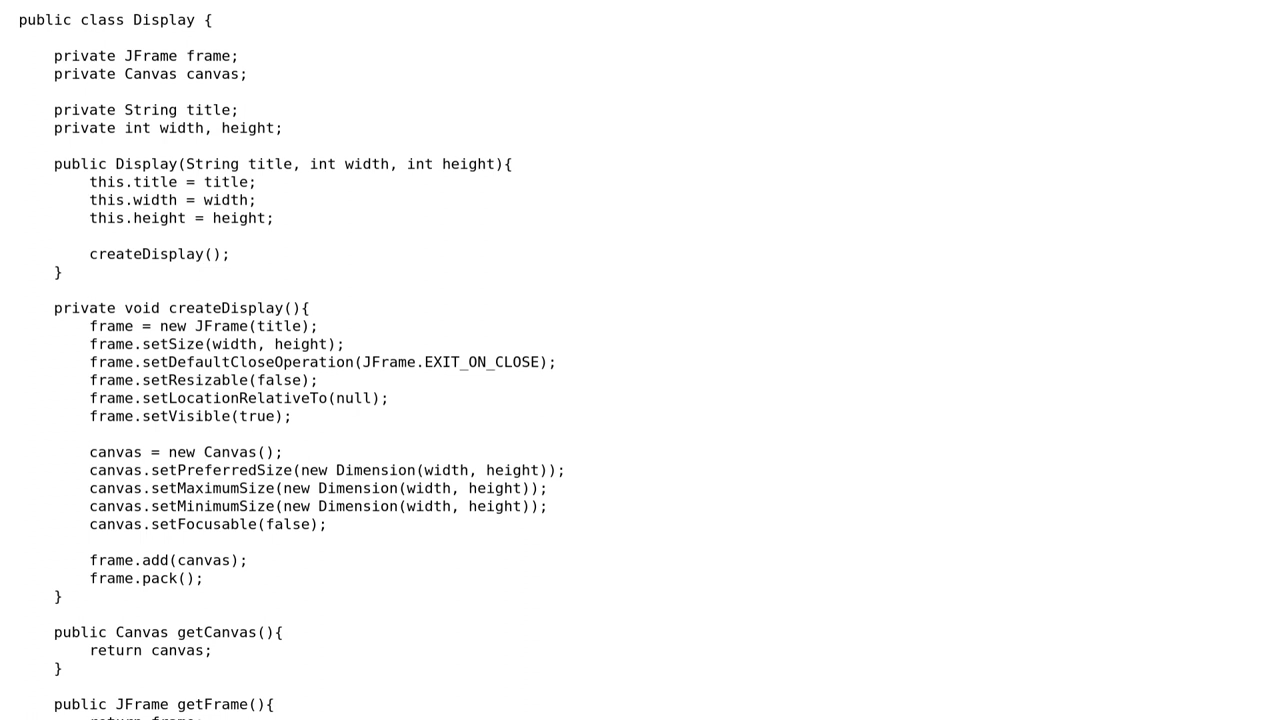 public class Display {
private JFrame frame;
private Canvas canvas;
private String title;
private int width, height;
public Display(String title, int width, int height){
this.title = title;
this.width = width;
this.height = height;
createDisplay();
}
private void createDisplay(){
frame = new JFrame(title);
frame.setSize(width, height);
frame.setDefaultCloseOperation(JFrame.EXIT_ON_CLOSE);
frame.setResizable(false);
frame.setLocationRelativeTo(null);
frame.setVisible(true);
canvas = new Canvas();
canvas.setPreferredSize(new Dimension(width, height));
canvas.setMaximumSize(new Dimension(width, height));
canvas.setMinimumSize(new Dimension(width, height));
canvas.setFocusable(false);
frame.add(canvas);
frame.pack();
}
public Canvas getCanvas(){
return canvas;
}
public JFrame getFrame(){